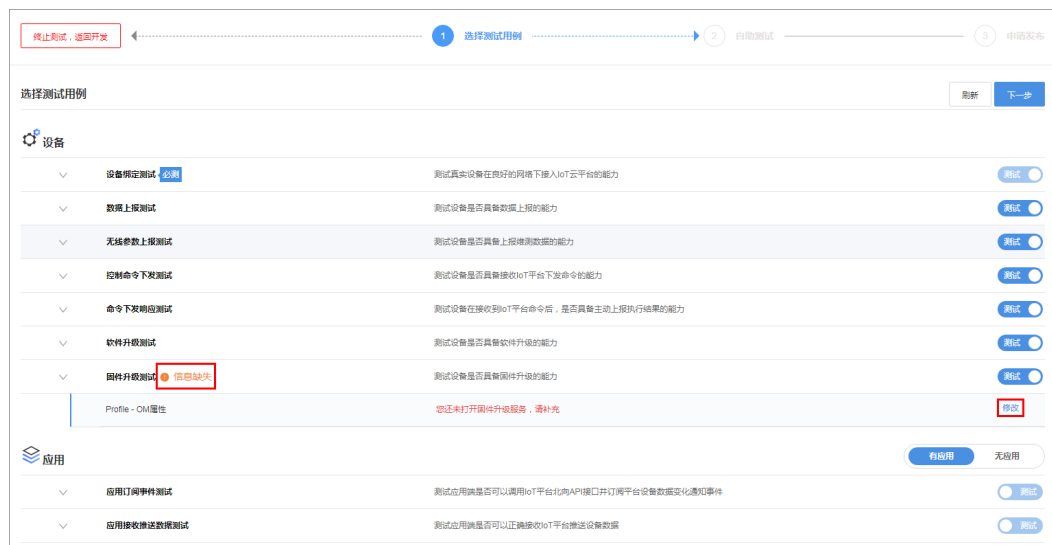 终止测试，返回开发
1 选择测试用例
2 自助测试
3 申请发布
选择测试用例
刷新 下一步
设备
设备绑定测试 必测 测试真实设备在良好的网络下接入IoT云平台的能力 测试
数据上报测试 测试设备是否具备数据上报的能力 测试
无线参数上报测试 测试设备是否具备上报维测数据的能力 测试
控制命令下发测试 测试设备是否具备接收IoT平台下发命令的能力 测试
命令下发响应测试 测试设备在接收到IoT平台命令后，是否具备主动上报执行结果的能力 测试
软件升级测试 测试设备是否具备软件升级的能力 测试
固件升级测试 信息缺失 测试设备是否具备固件升级的能力 测试
Profile - OM属性 您还未打开固件升级服务，请补充 修改
应用
有应用 无应用
应用订阅事件测试 测试应用端是否可以调用IoT平台北向API接口并订阅平台设备数据变化通知事件 测试
应用接收推送数据测试 测试应用端是否可以正确接收IoT平台推送设备数据 测试